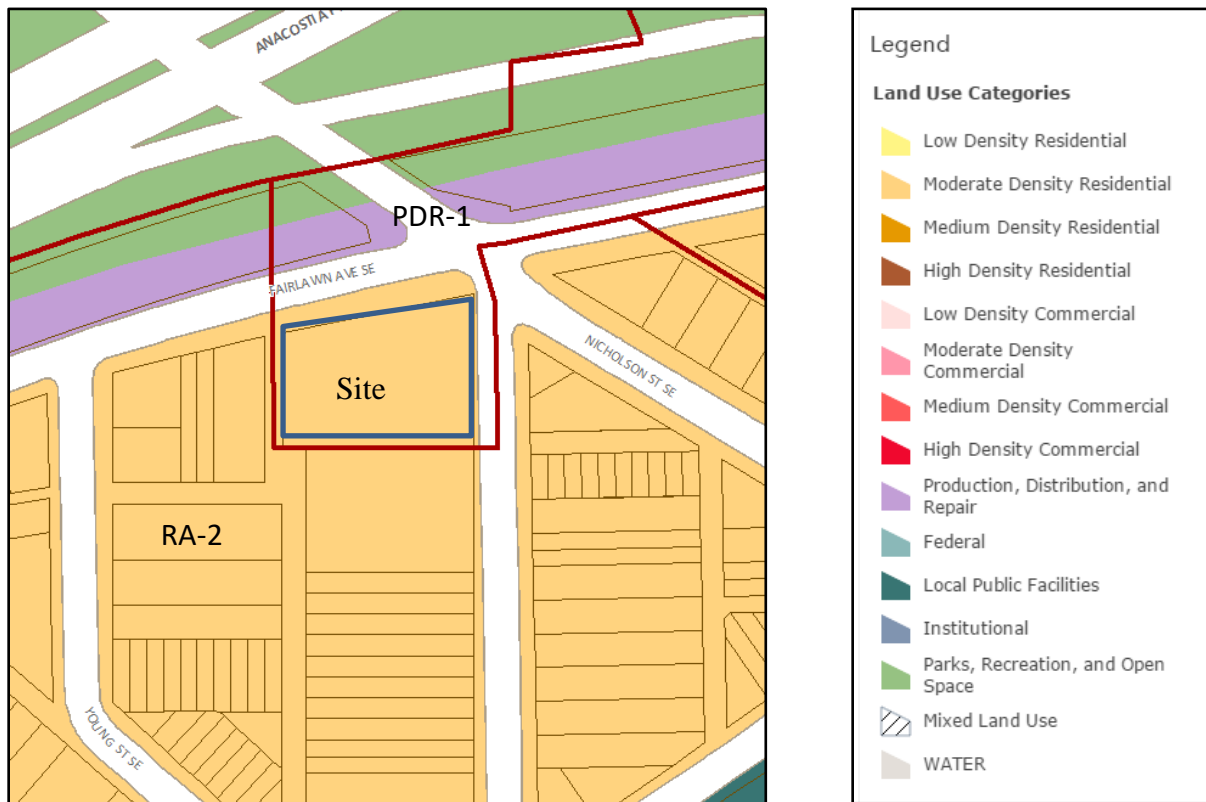 ANACOSTIA
PDR-1
FAIRLAWN AVE SE
NICHOLSON ST SE
Site
RA-2
YOUNG ST SE
Legend
Land Use Categories
Low Density Residential
Moderate Density Residential
Medium Density Residential
High Density Residential
Low Density Commercial
Moderate Density
Commercial
Medium Density Commercial
High Density Commercial
Production, Distribution, and
Repair
Federal
Local Public Facilities
Institutional
Parks, Recreation, and Open
Space
Mixed Land Use
WATER